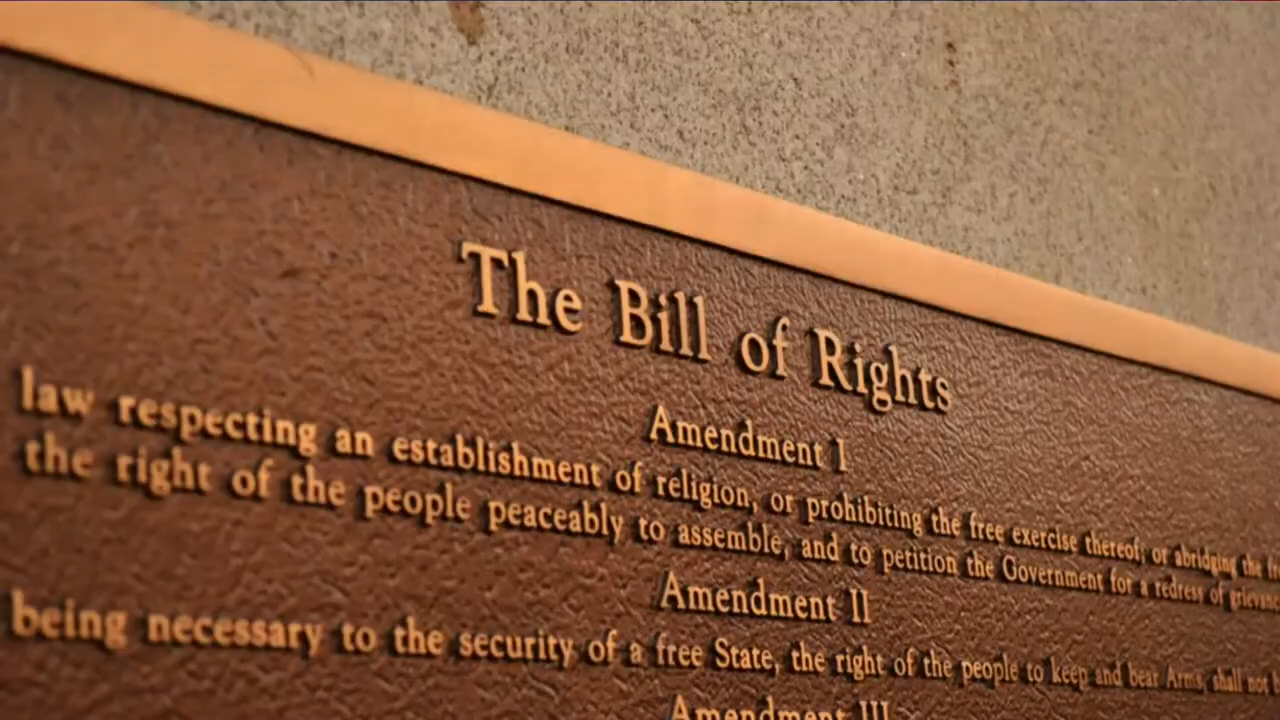 The Bill of Rights
Amendment I
law respecting an establishment of religion, or prohibiting the free exercise thereof; or abridging the
the right of the people peaceably to assemble, and to petition the Government for a redress of
Amendment II
being necessary to the security of a free State, the right of the people to keep and bear Arms, shall not
Amendment III